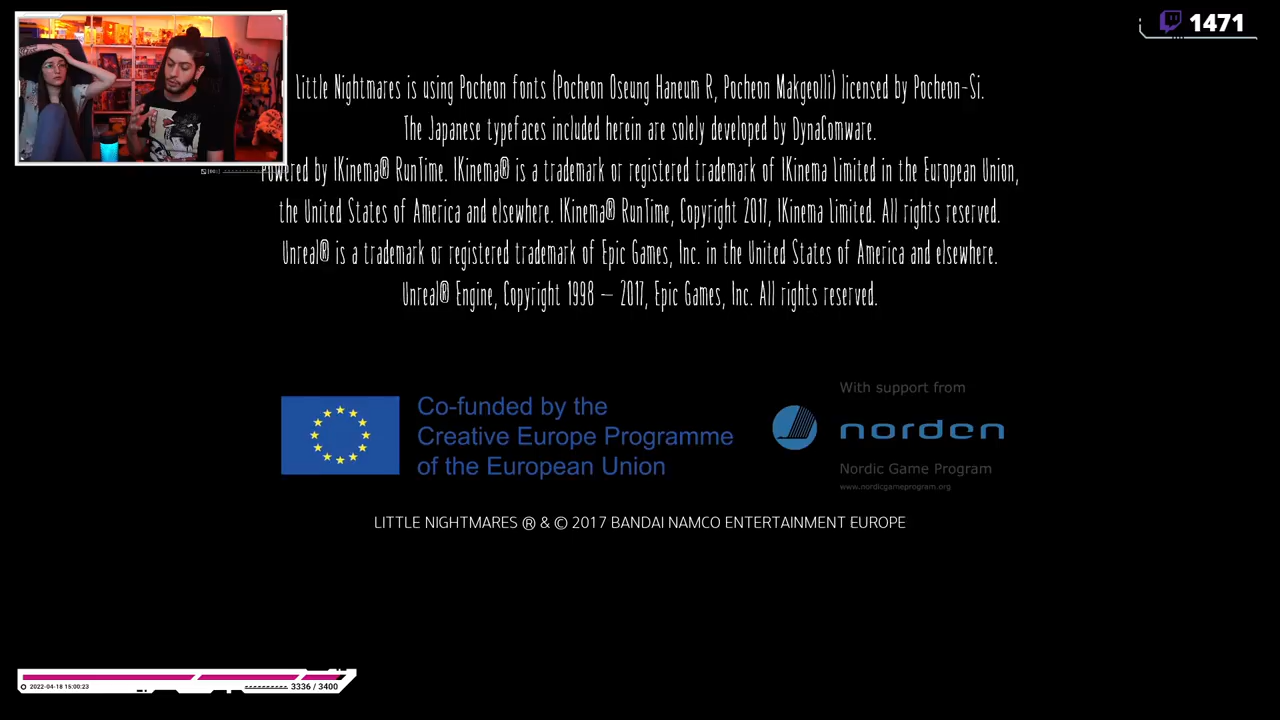 1471
Little Nightmares is using Pocheon fonts (Pocheon Oseung Haneum R, Pocheon Makgeolli) licensed by Pocheon-Si.
The Japanese typefaces included herein are solely developed by DynaComware.
Powered by IKinema® RunTime. IKinema® is a trademark or registered trademark of IKinema Limited in the European Union,
the United States of America and elsewhere. IKinema® RunTime, Copyright 2017, IKinema Limited. All rights reserved.
Unreal® is a trademark or registered trademark of Epic Games, Inc. in the United States of America and elsewhere.
Unreal® Engine, Copyright 1998 – 2017, Epic Games, Inc. All rights reserved.
Co-funded by the
Creative Europe Programme
of the European Union
With support from
norden
Nordic Game Program
www.nordicgameprogram.org
LITTLE NIGHTMARES ® & © 2017 BANDAI NAMCO ENTERTAINMENT EUROPE
2022-04-18 15:00:23
3336 / 3400